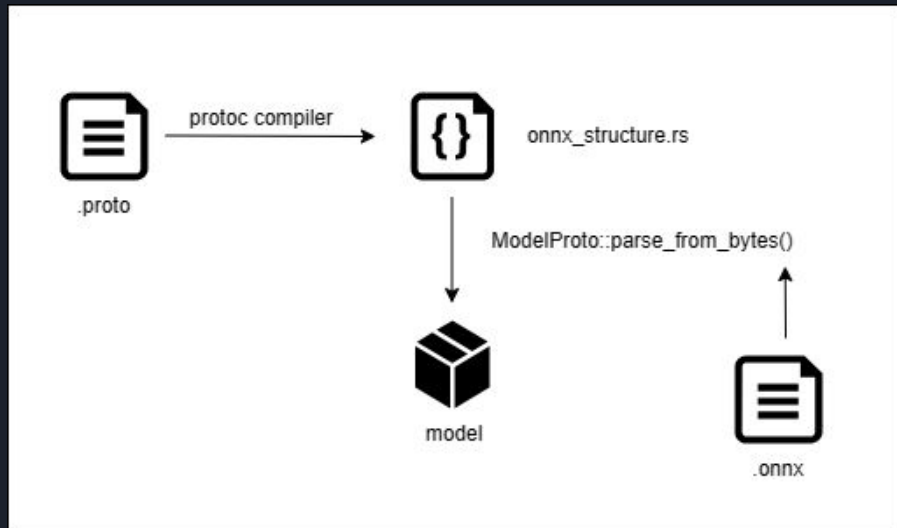 protoc compiler
{}
onnx_structure.rs
.proto
ModelProto::parse_from_bytes()
model
.onnx